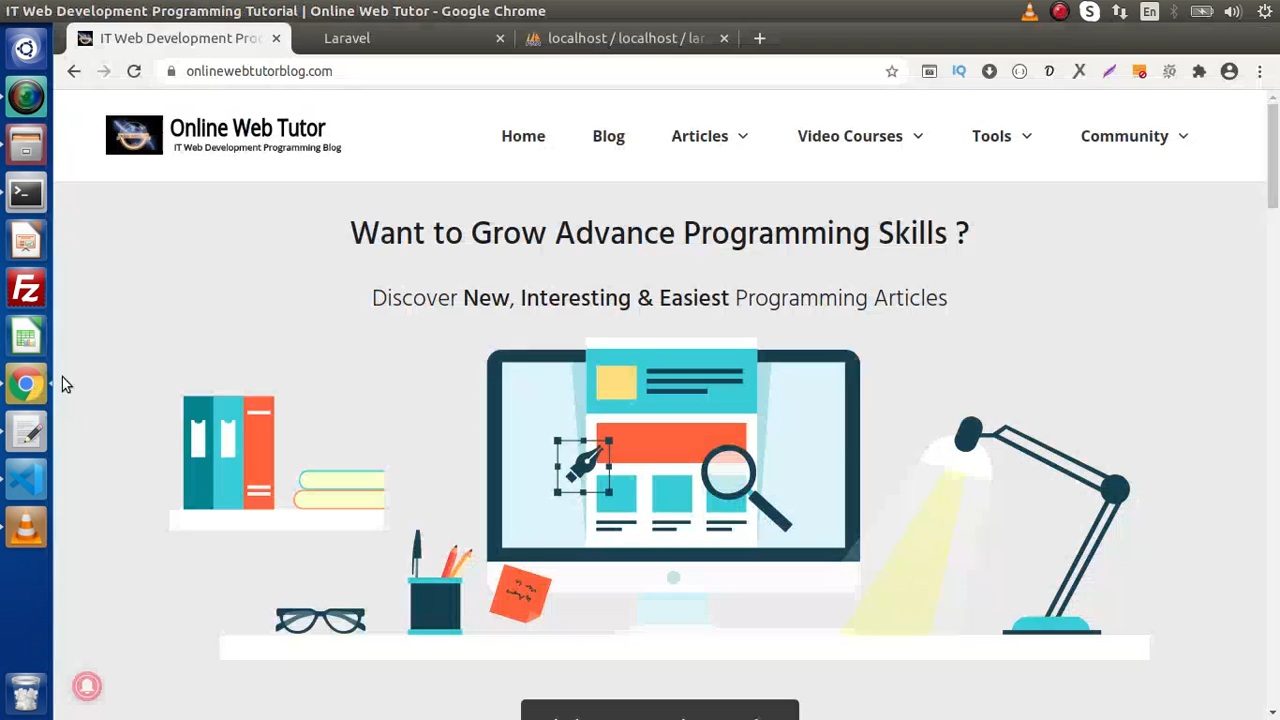 IT Web Development Programming Tutorial | Online Web Tutor - Google Chrome
En
IT Web Development Pro
Laravel
localhost / localhost / lar
onlinewebtutorblog.com
IQ
Online Web Tutor
IT Web Development Programming Blog
Home
Blog
Articles
Video Courses
Tools
Community
Want to Grow Advance Programming Skills ?
Discover New, Interesting & Easiest Programming Articles